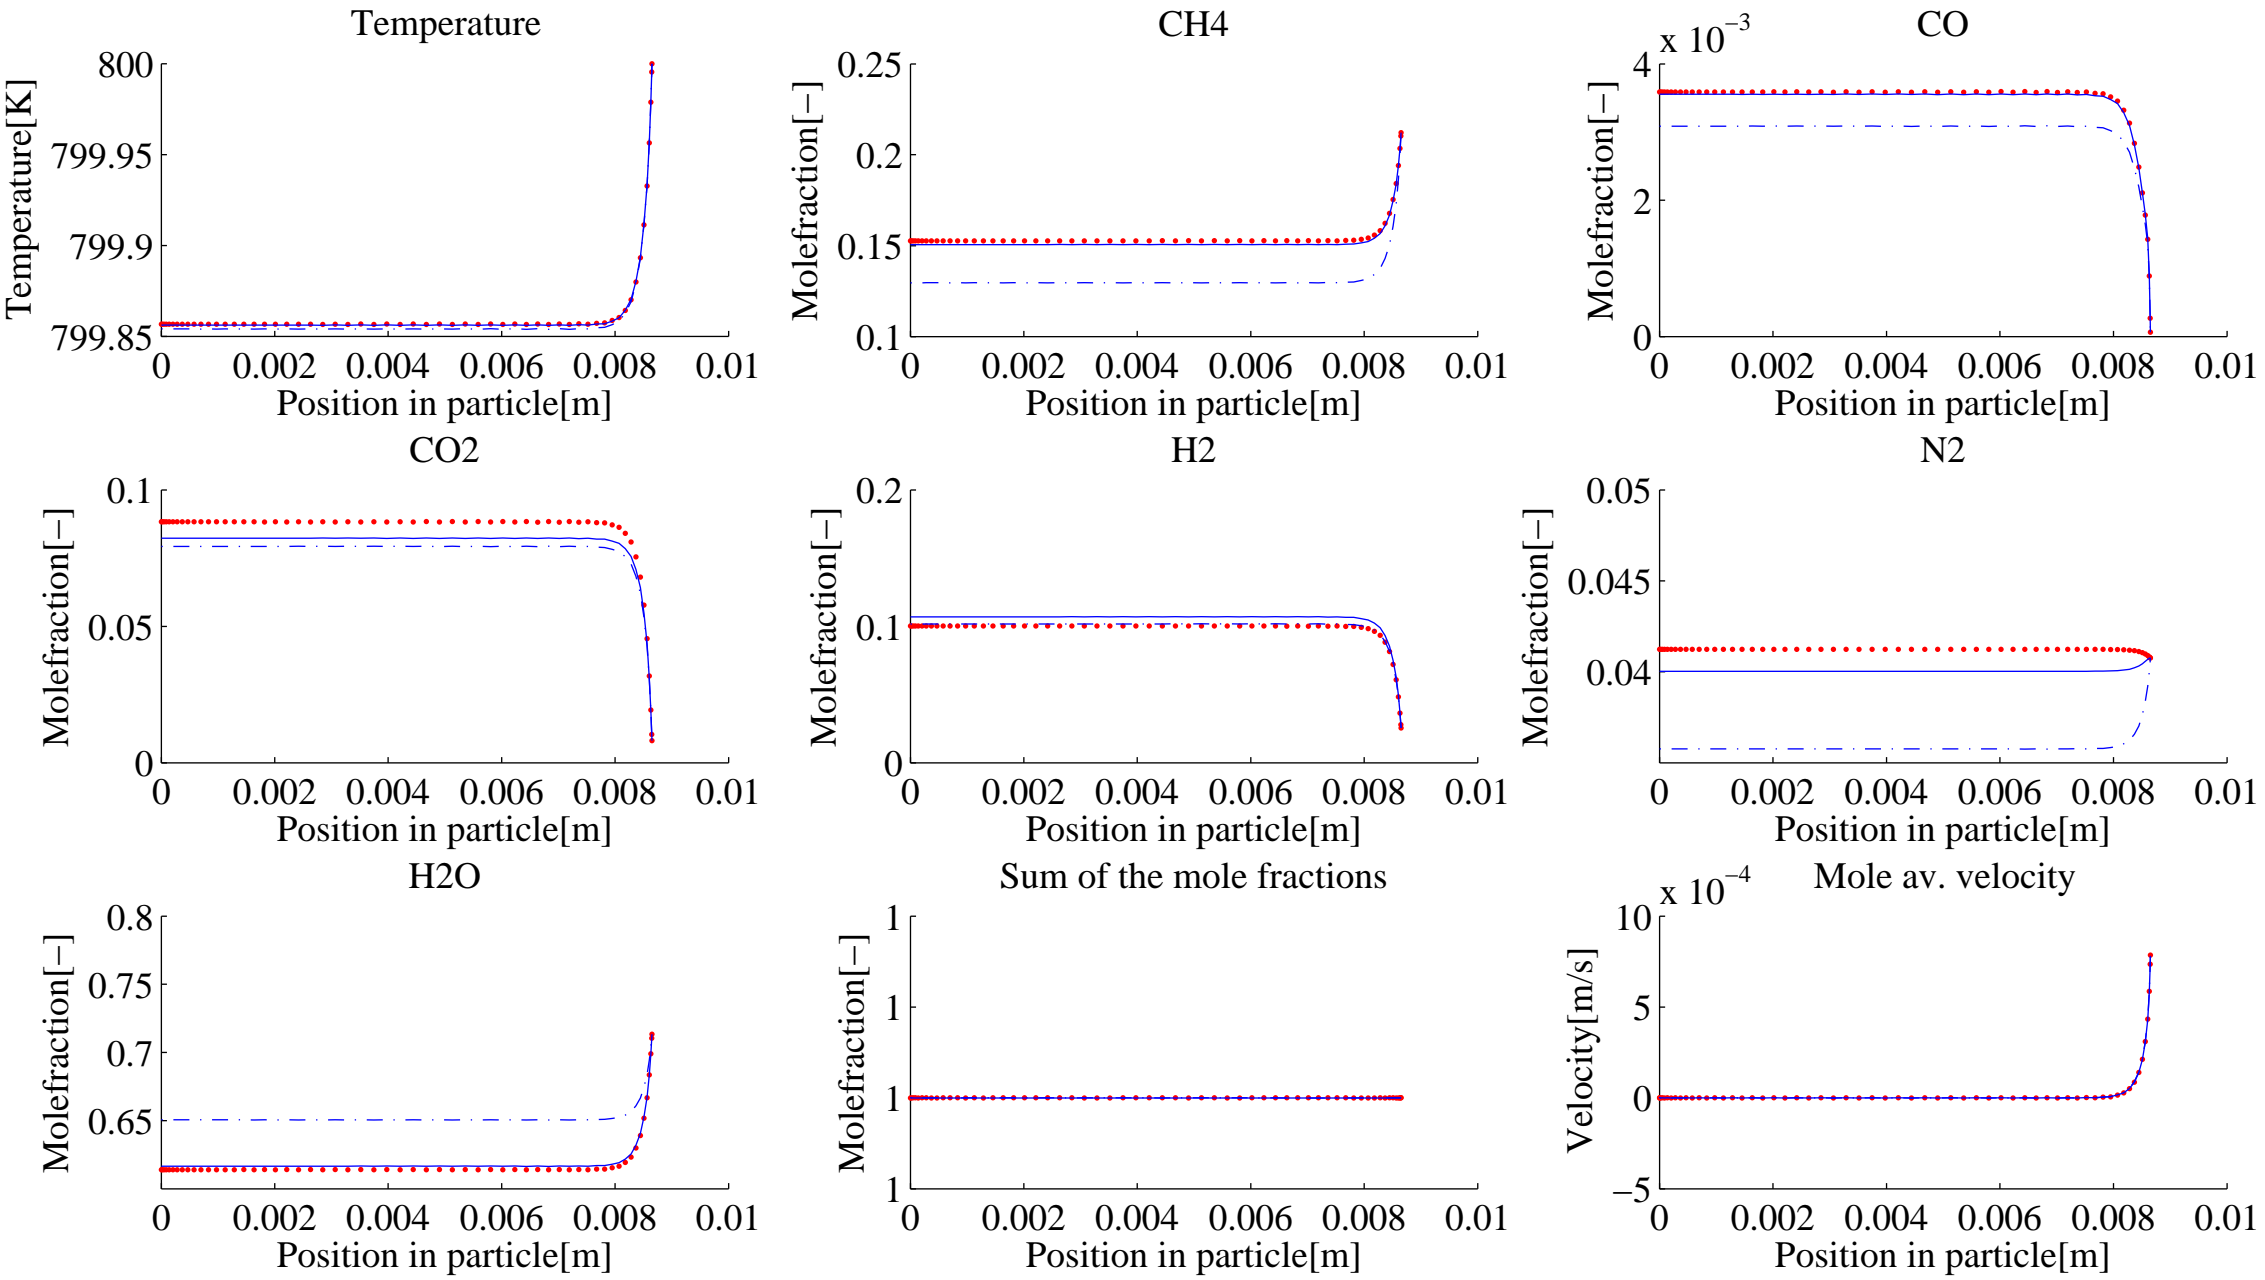 Temperature
800
799.95
799.9
799.85
Temperature[K]
0 0.002 0.004 0.006 0.008 0.01
Position in particle[m]
CH4
0.25
0.2
0.15
0.1
Molefraction[−]
0 0.002 0.004 0.006 0.008 0.01
Position in particle[m]
CO
x 10−3
4
2
0
Molefraction[−]
0 0.002 0.004 0.006 0.008 0.01
Position in particle[m]
CO2
0.1
0.05
0
Molefraction[−]
0 0.002 0.004 0.006 0.008 0.01
Position in particle[m]
H2
0.2
0.1
0
Molefraction[−]
0 0.002 0.004 0.006 0.008 0.01
Position in particle[m]
N2
0.05
0.045
0.04
Molefraction[−]
0 0.002 0.004 0.006 0.008 0.01
Position in particle[m]
H2O
0.8
0.75
0.7
0.65
Molefraction[−]
0 0.002 0.004 0.006 0.008 0.01
Position in particle[m]
Sum of the mole fractions
1
1
1
1
Molefraction[−]
0 0.002 0.004 0.006 0.008 0.01
Position in particle[m]
Mole av. velocity
x 10−4
10
5
0
−5
Velocity[m/s]
0 0.002 0.004 0.006 0.008 0.01
Position in particle[m]